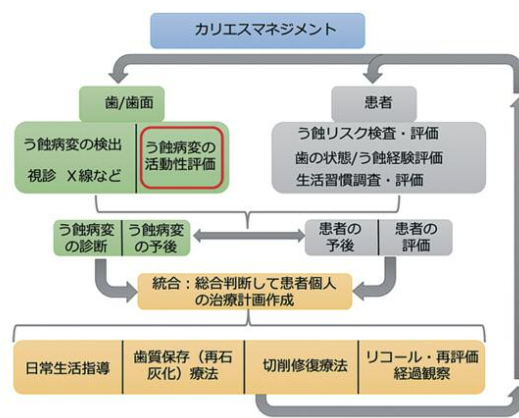 カリエスマネジメント
歯/歯面
患者
う蝕病変の検出
視診 X線など
う蝕病変の
活動性評価
う蝕リスク検査・評価
歯の状態/う蝕経験評価
生活習慣調査・評価
う蝕病変
の診断
う蝕病変
の予後
患者の
予後
患者の
評価
統合：総合判断して患者個人
の治療計画作成
日常生活指導
歯質保存（再石
灰化）療法
切削修復療法
リコール・再評価
経過観察